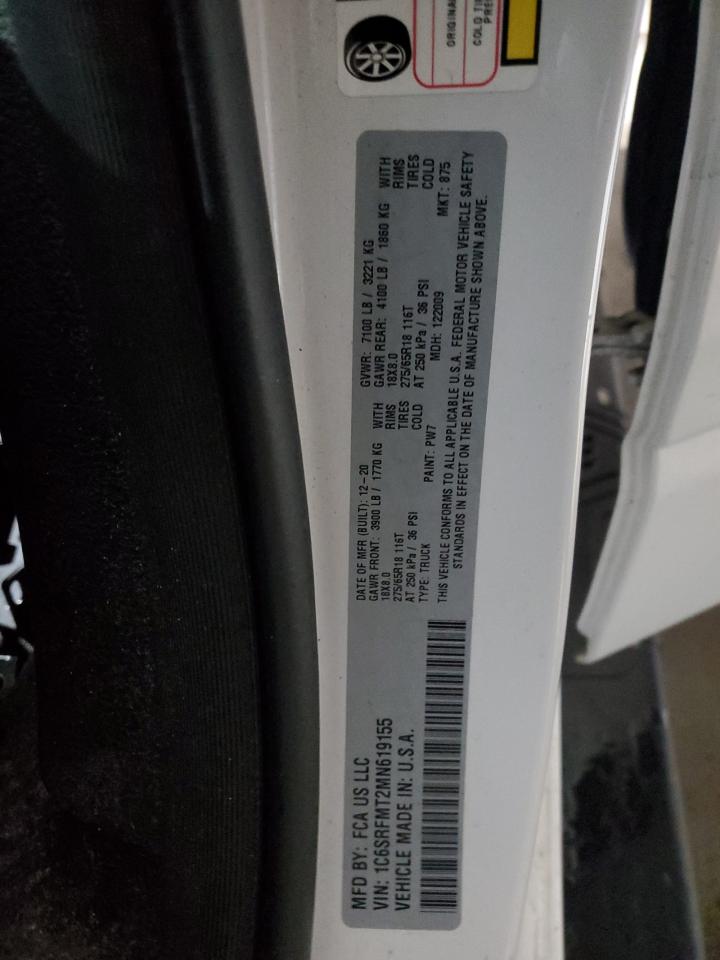 ORIGINAL
COLD TI
MFD BY: FCA US LLC
VIN: 1C6SRFMT2MN619155
VEHICLE MADE IN: U.S.A.
DATE OF MFR (BUILT): 12-20
GAWR FRONT: 3900 LB / 1770 KG WITH
18X8.0 RIMS
275/65R18 116T TIRES
AT 250 kPa / 36 PSI COLD
TYPE: TRUCK PAINT: PW7
GVWR: 7100 LB / 3221 KG
GAWR REAR: 4100 LB / 1860 KG WITH
18X8.0 RIMS
275/65R18 116T TIRES
AT 250 kPa / 36 PSI COLD
MDH: 122009 MKT: 875
THIS VEHICLE CONFORMS TO ALL APPLICABLE U.S.A. FEDERAL MOTOR VEHICLE SAFETY
STANDARDS IN EFFECT ON THE DATE OF MANUFACTURE SHOWN ABOVE.